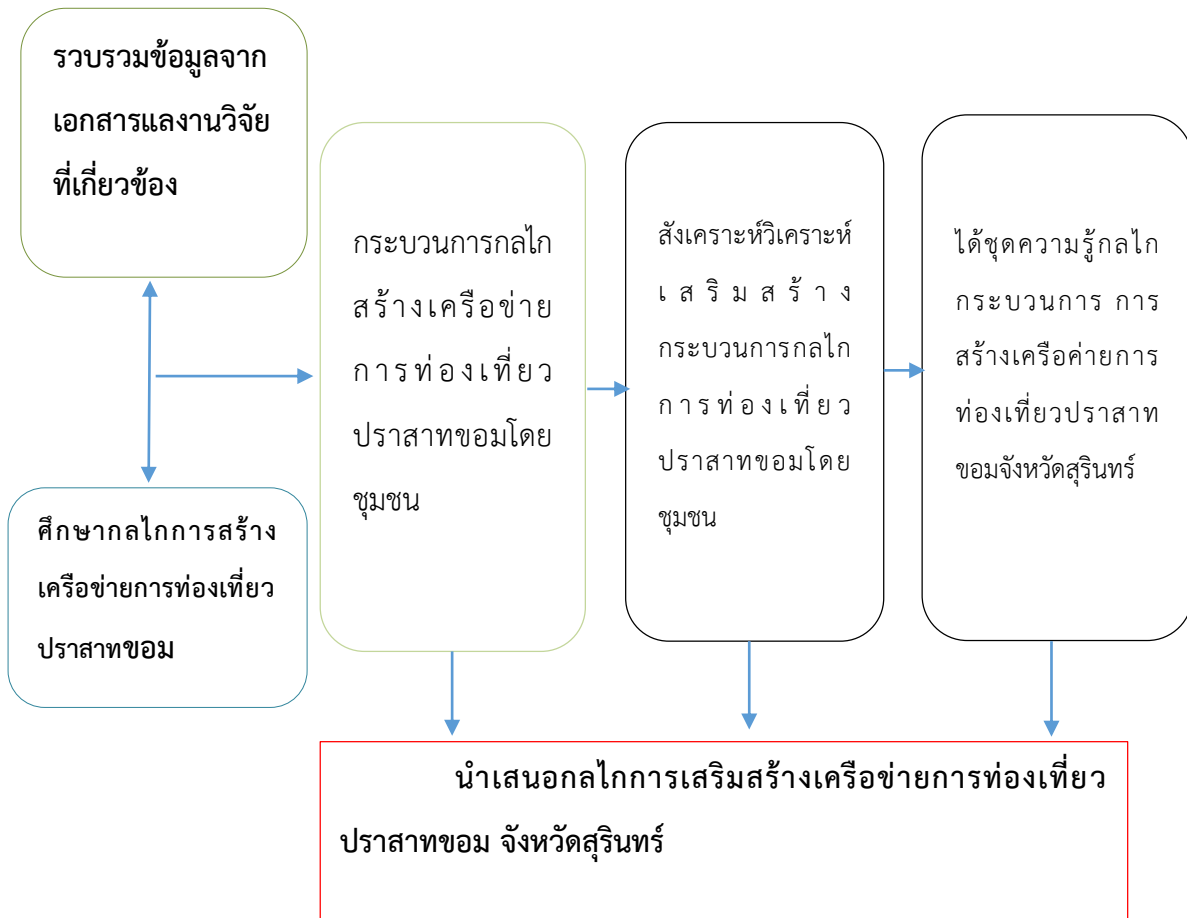 รวบรวมข้อมูลจาก
เอกสารแลงานวิจัย
ที่เกี่ยวข้อง
ศึกษากลไกการสร้าง
เครือข่ายการท่องเที่ยว
ปราสาทขอม
กระบวนการกลไก
สร้างเครือข่าย
การท่องเที่ยว
ปราสาทขอมโดย
ชุมชน
สังเคราะห์วิเคราะห์
เสริมสร้าง
กระบวนการกลไก
การท่องเที่ยว
ปราสาทขอมโดย
ชุมชน
ได้ชุดความรู้กลไก
กระบวนการ การ
สร้างเครือค่ายการ
ท่องเที่ยวปราสาท
ขอมจังหวัดสุรินทร์
นำเสนอกลไกการเสริมสร้างเครือข่ายการท่องเที่ยว
ปราสาทขอม จังหวัดสุรินทร์